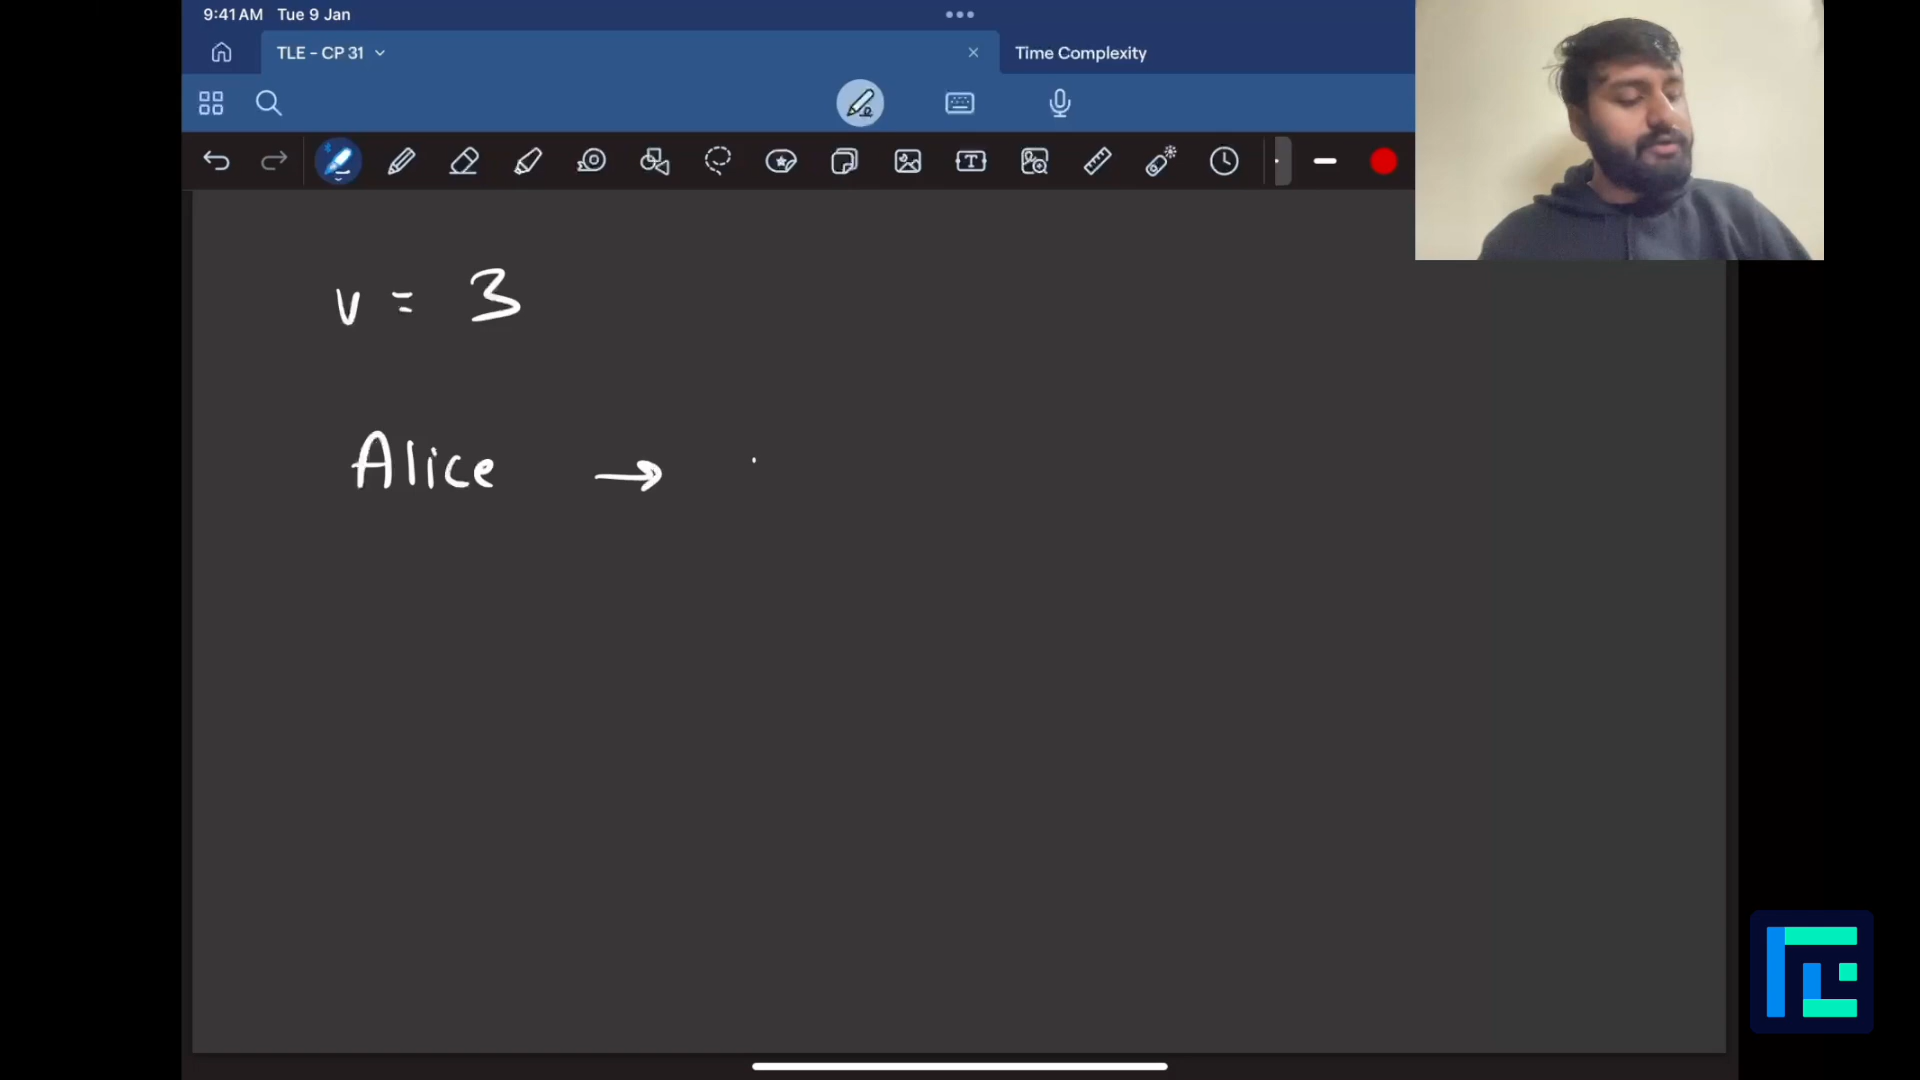 9:41 AM Tue 9 Jan
TLE - CP 31
Time Complexity
v = 3
Alice →